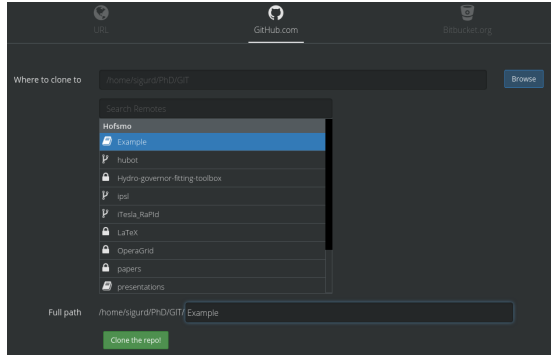 URL
GitHub.com
Bitbucket.org
Where to clone to
/home/sigurd/PhD/GIT
Browse
Search Remotes
Hofsmo
Example
hubot
Hydro-governor-fitting-toolbox
ipsl
iTesla_RaPId
LaTeX
OperaGrid
papers
presentations
Full path
/home/sigurd/PhD/GIT/ Example
Clone the repo!